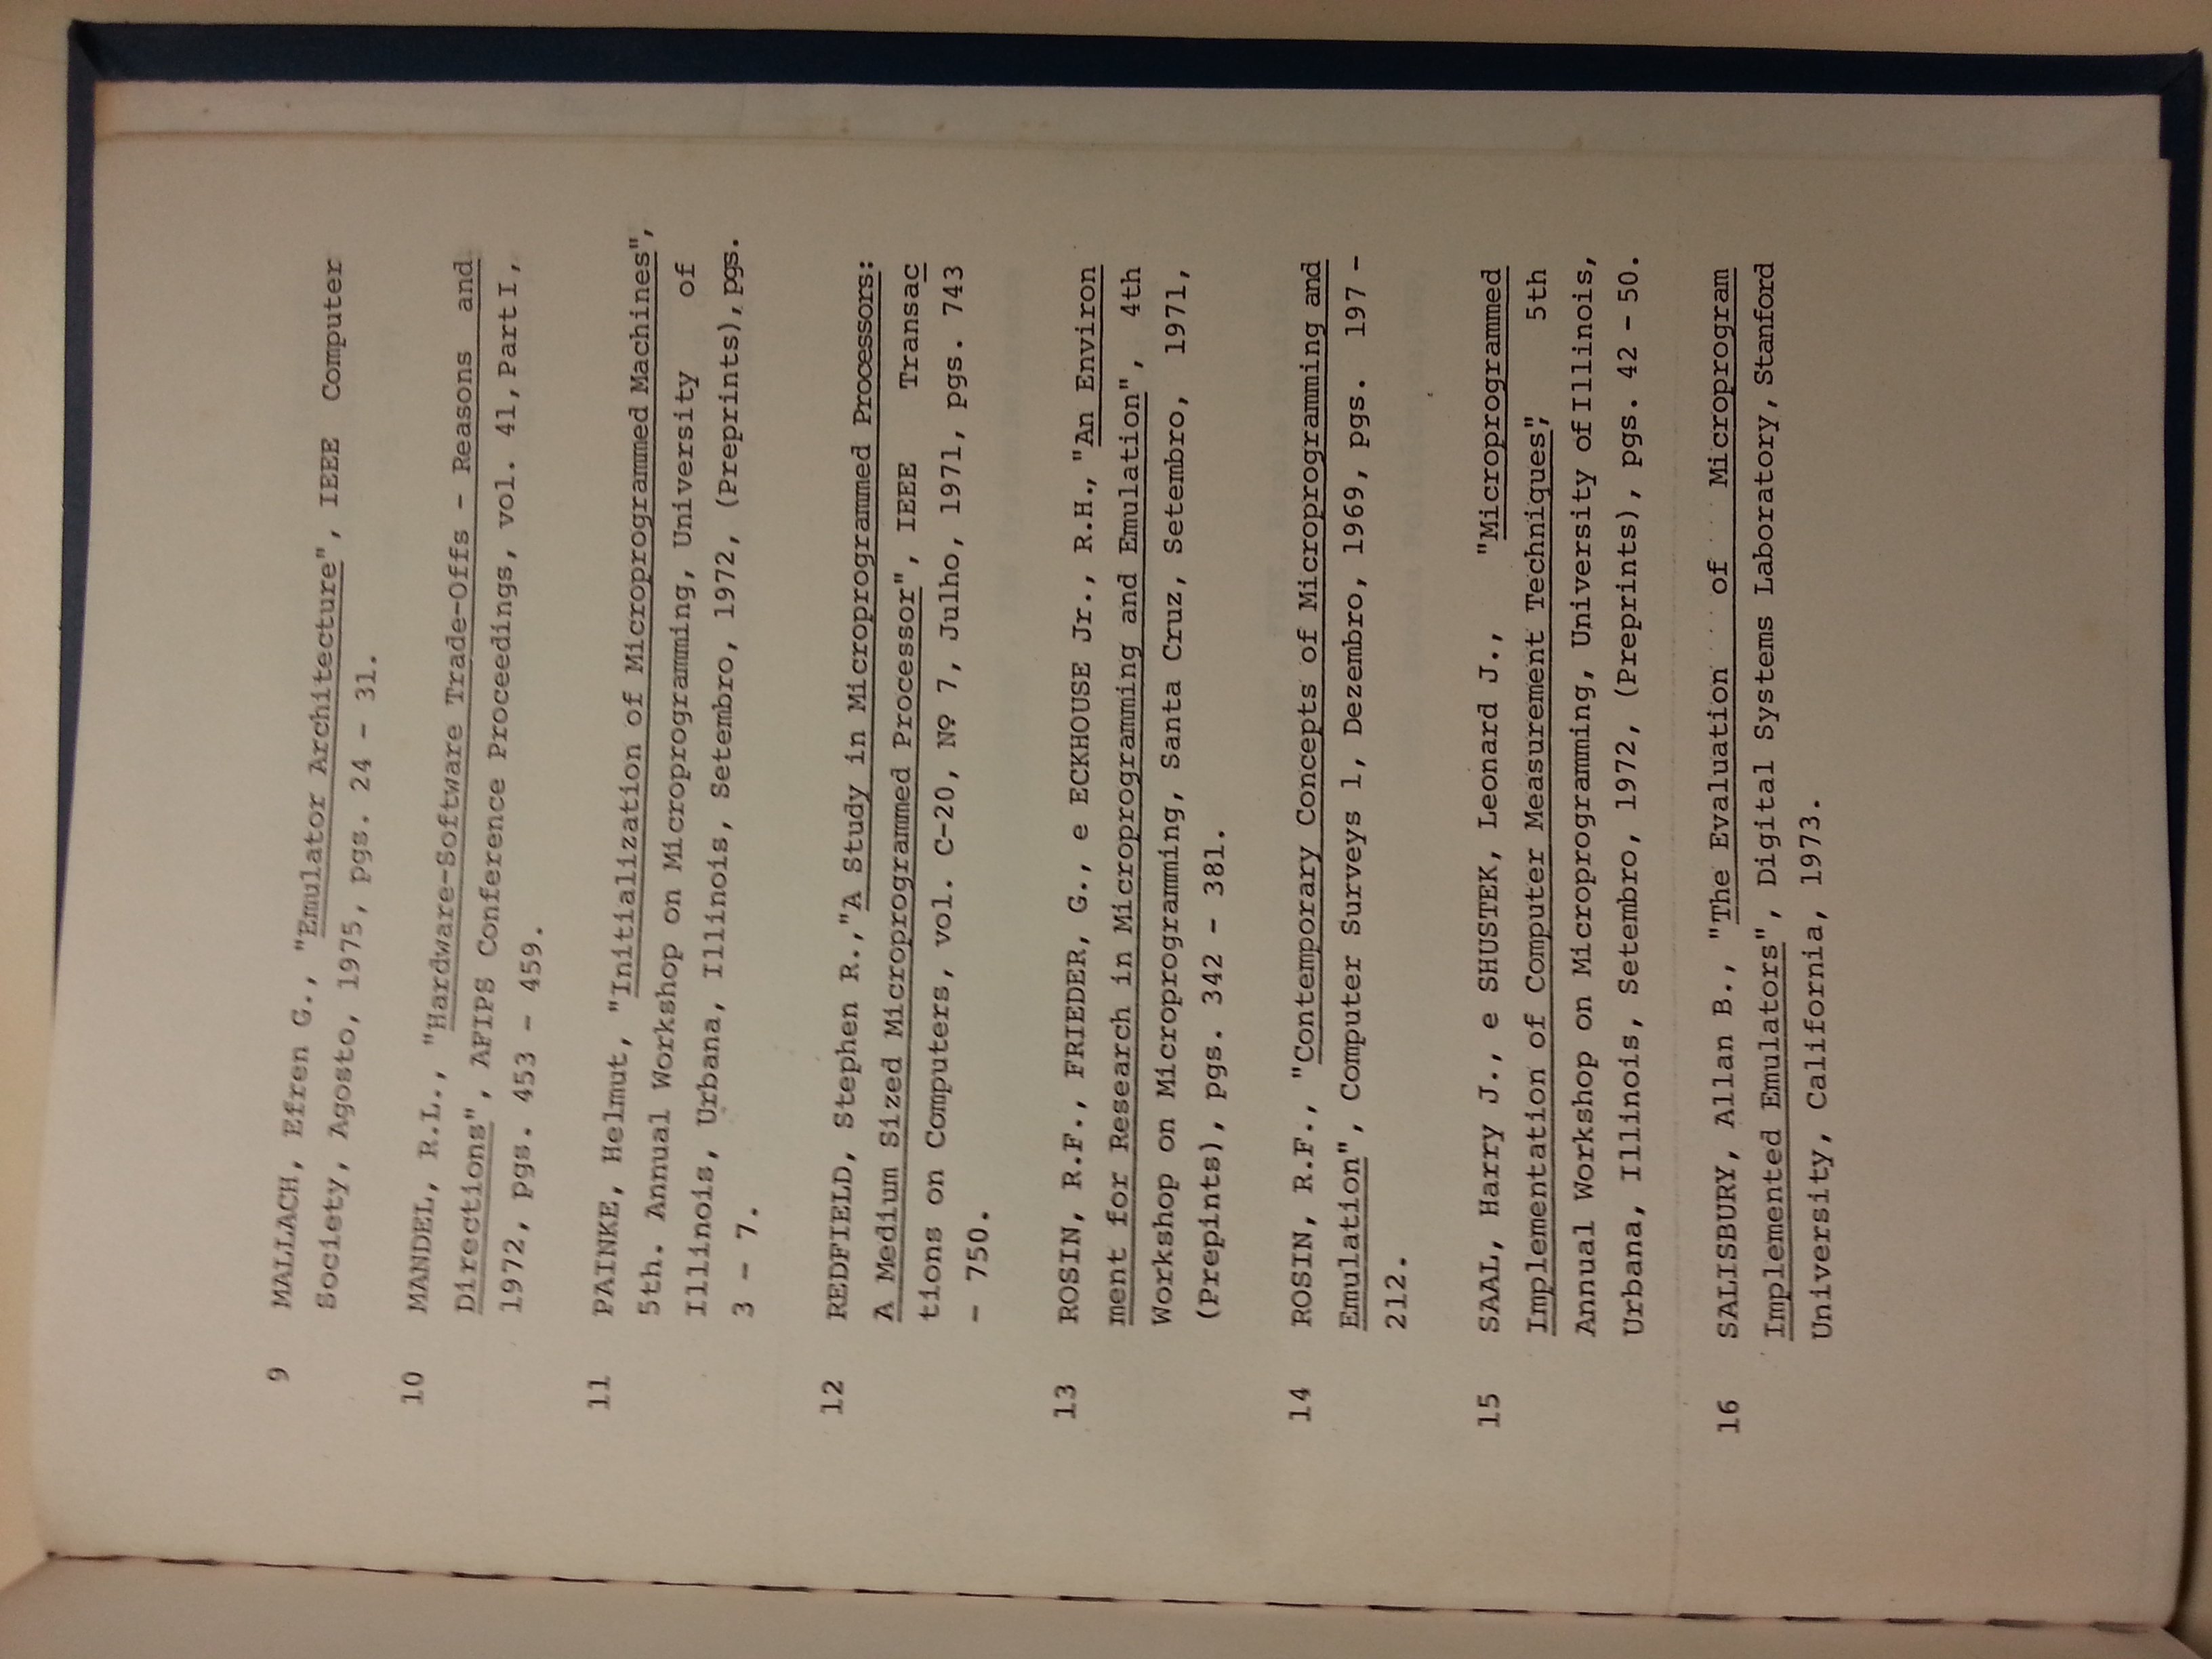 9 MALLACH, Efren G., "Emulator Architecture", IEEE Computer
Society, Agosto, 1975, pgs. 24 - 31.
10 MANDEL, R.L., "Hardware-Software Trade-Offs - Reasons and
Directions", AFIPS Conference Proceedings, vol. 41, Part I,
1972, pgs. 453 - 459.
11 PAINKE, Helmut, "Initialization of Microprogrammed Machines",
5th. Annual Workshop on Microprogramming, University of
Illinois, Urbana, Illinois, Setembro, 1972, (Preprints), pgs.
3 - 7.
12 REDFIELD, Stephen R., "A Study in Microprogrammed Processors:
A Medium Sized Microprogrammed Processor", IEEE Transac
tions on Computers, vol. C-20, Nº 7, Julho, 1971, pgs. 743
- 750.
13 ROSIN, R.F., FRIEDER, G., e ECKHOUSE Jr., R.H., "An Environ
ment for Research in Microprogramming and Emulation", 4th
Workshop on Microprogramming, Santa Cruz, Setembro, 1971,
(Prepints), pgs. 342 - 381.
14 ROSIN, R.F., "Contemporary Concepts of Microprogramming and
Emulation", Computer Surveys 1, Dezembro, 1969, pgs. 197 -
212.
15 SAAL, Harry J., e SHUSTEK, Leonard J., "Microprogrammed
Implementation of Computer Measurement Techniques", 5th
Annual Workshop on Microprogramming, University of Illinois,
Urbana, Illinois, Setembro, 1972, (Preprints), pgs. 42 - 50.
16 SALISBURY, Allan B., "The Evaluation of Microprogram
Implemented Emulators", Digital Systems Laboratory, Stanford
University, California, 1973.